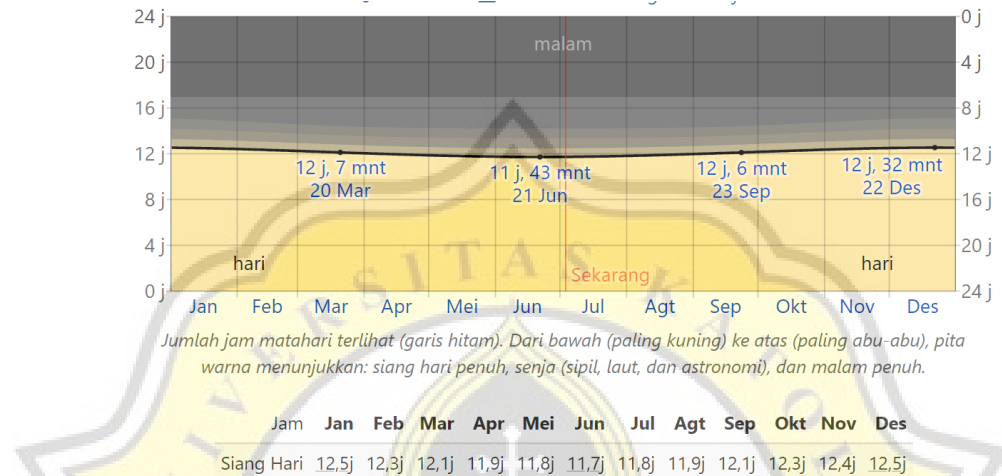 24 j
0 j
malam
20 j
4 j
16 j
8 j
12 j
12 j
12 j, 7 mnt
20 Mar
11 j, 43 mnt
21 Jun
12 j, 6 mnt
23 Sep
12 j, 32 mnt
22 Des
8 j
16 j
4 j
20 j
hari
hari
Sekarang
0 j
24 j
Jan Feb Mar Apr Mei Jun Jul Agt Sep Okt Nov Des
Jumlah jam matahari terlihat (garis hitam). Dari bawah (paling kuning) ke atas (paling abu-abu), pita
warna menunjukkan: siang hari penuh, senja (sipil, laut, dan astronomi), dan malam penuh.
Jam Jan Feb Mar Apr Mei Jun Jul Agt Sep Okt Nov Des
Siang Hari 12,5j 12,3j 12,1j 11,9j 11,8j 11,7j 11,8j 11,9j 12,1j 12,3j 12,4j 12,5j